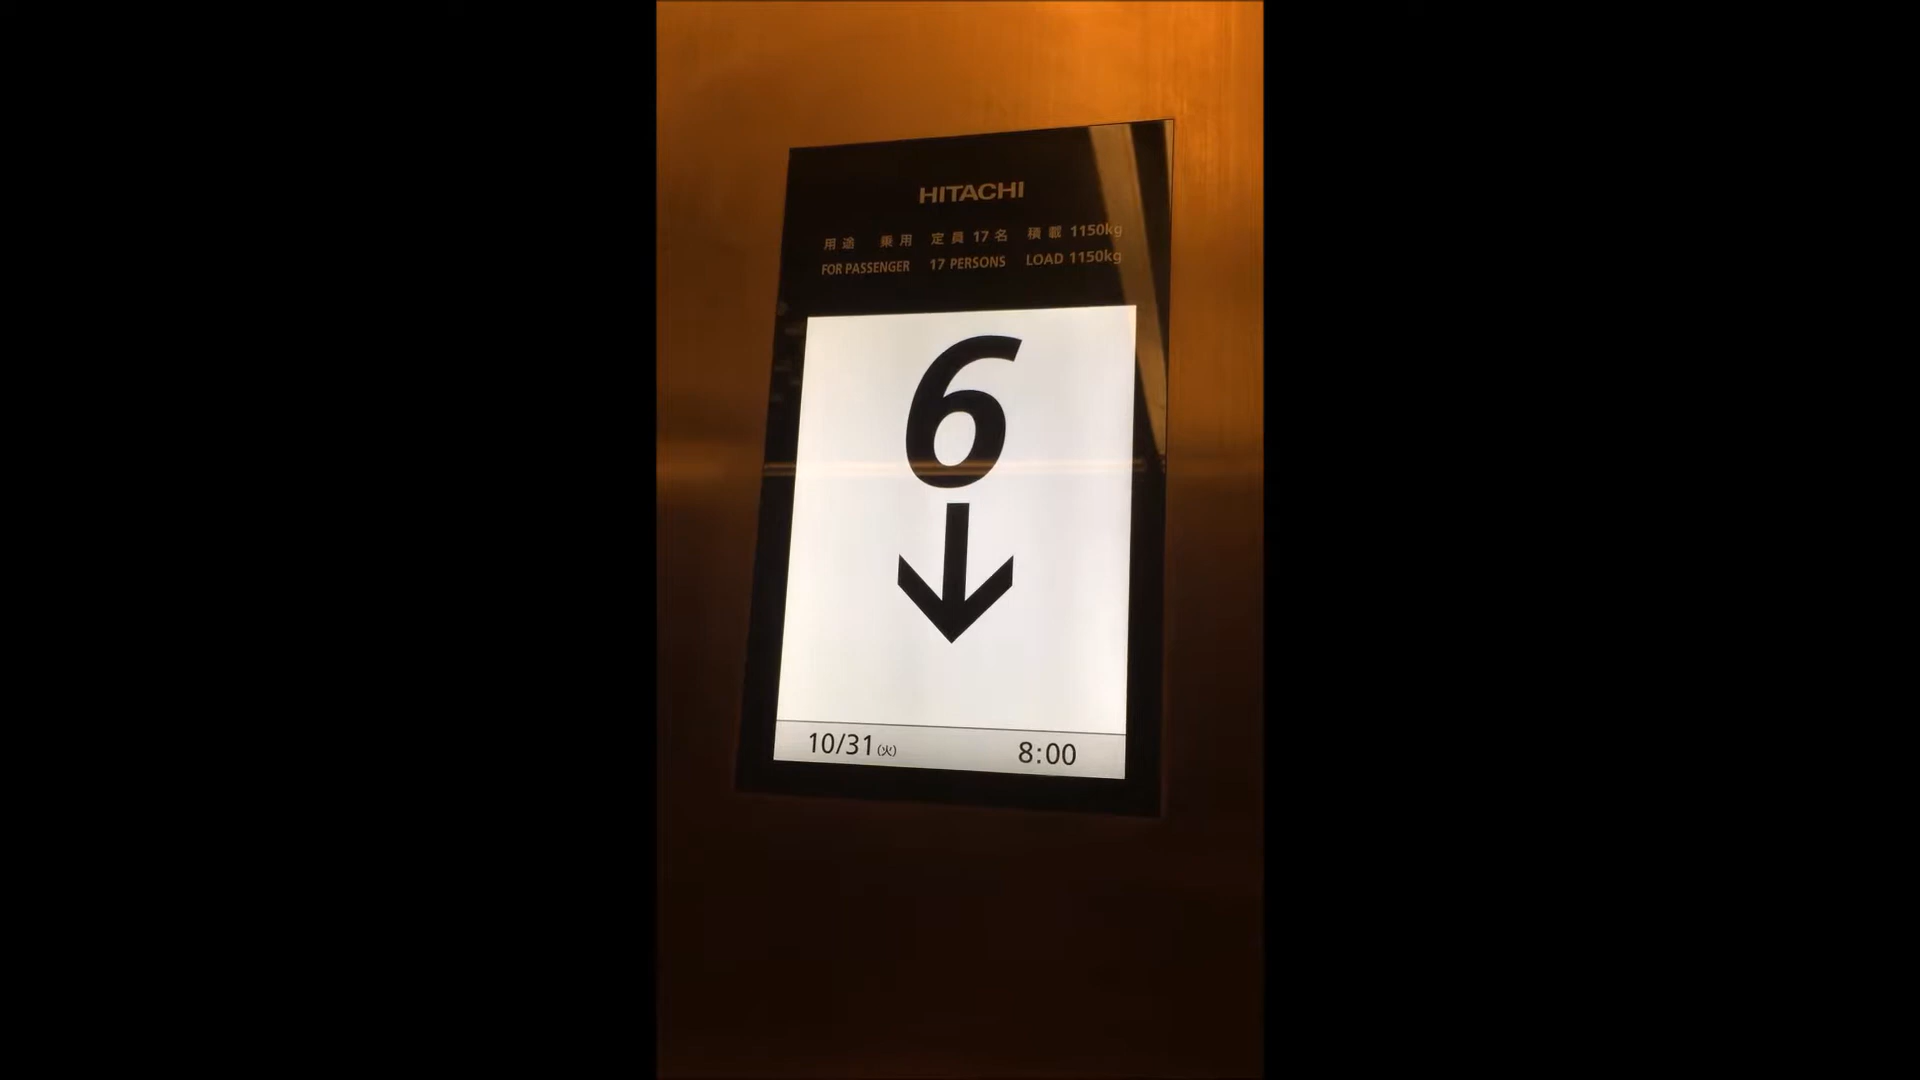 HITACHI
用途 乗用 定員 17 名 積載 1150kg
FOR PASSENGER 17 PERSONS LOAD 1150kg
6
10/31(火) 8:00